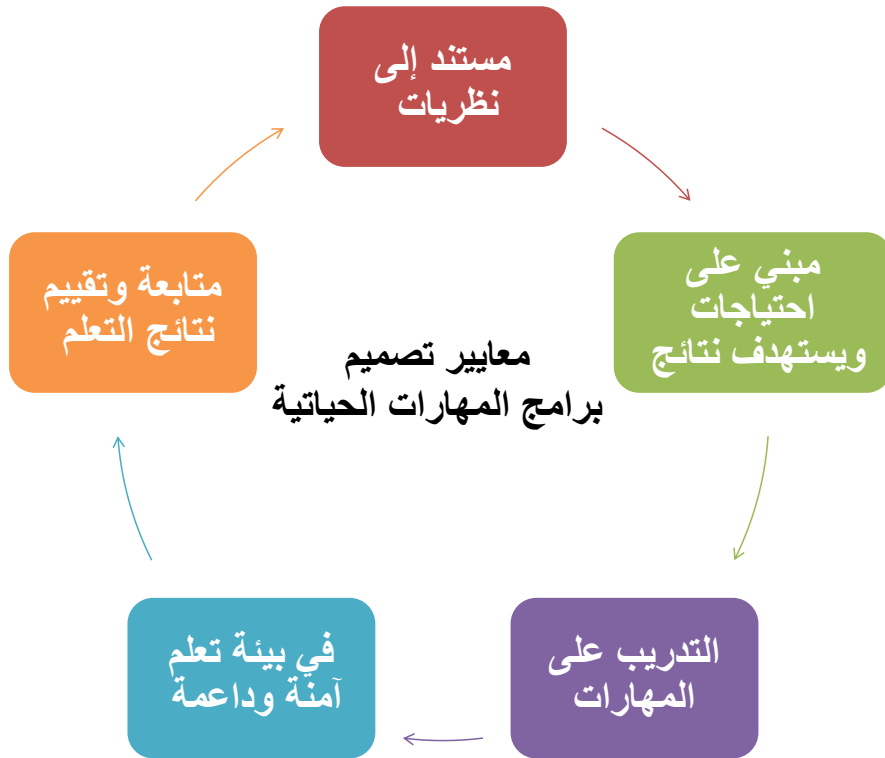 مستند إلى
نظريات
مبني على
احتياجات
ويستهدف نتائج
التدريب على
المهارات
في بيئة تعلم
آمنة وداعمة
متابعة وتقييم
نتائج التعلم
معايير تصميم
برامج المهارات الحياتية